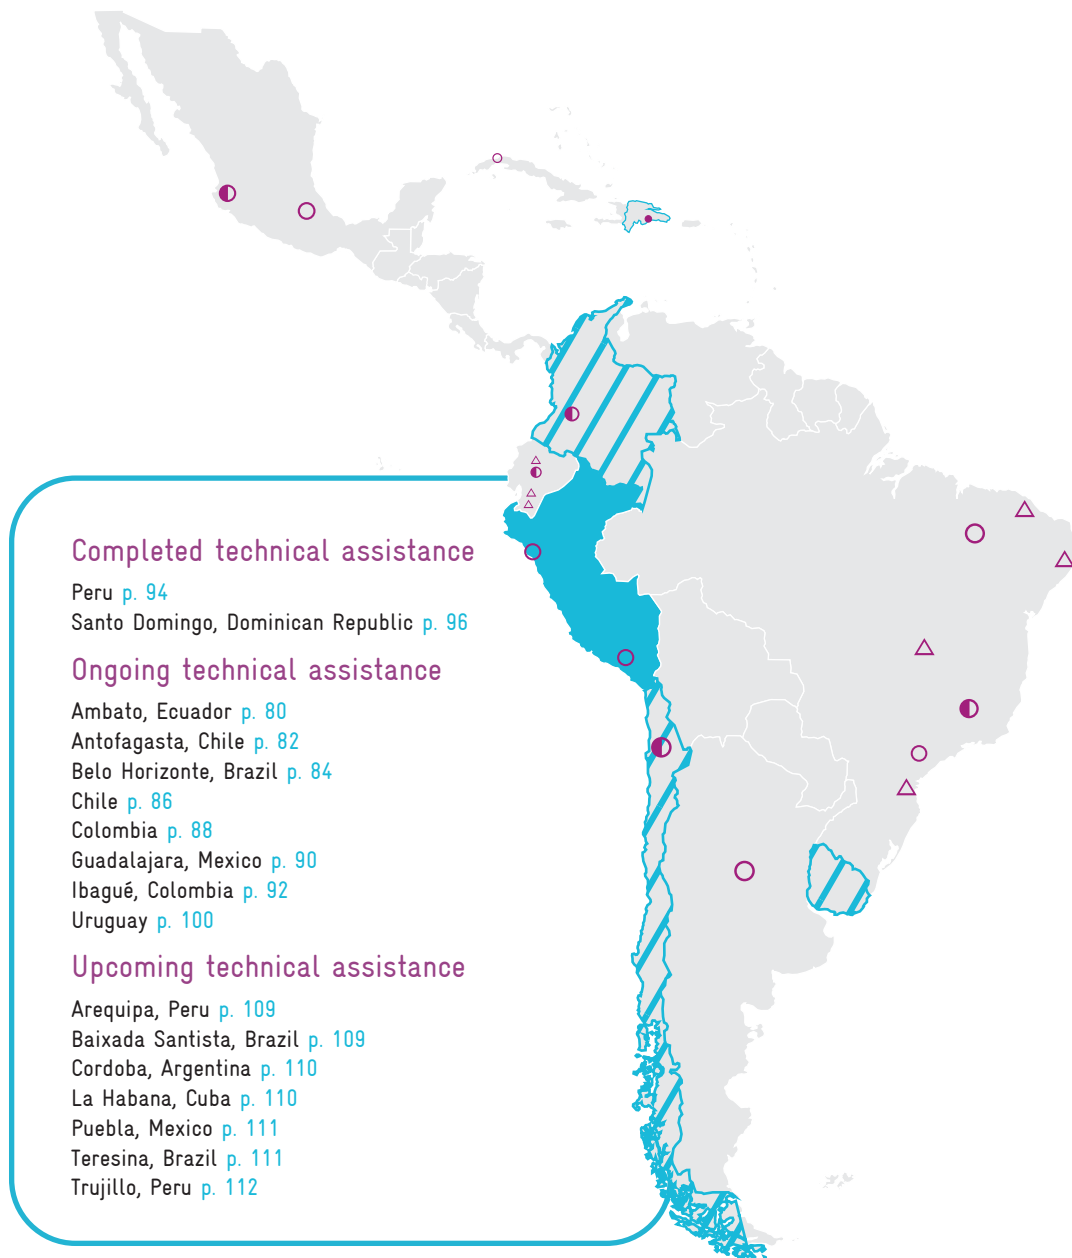 Completed technical assistance
Peru p. 94
Santo Domingo, Dominican Republic p. 96
Ongoing technical assistance
Ambato, Ecuador p. 80
Antofagasta, Chile p. 82
Belo Horizonte, Brazil p. 84
Chile p. 86
Colombia p. 88
Guadalajara, Mexico p. 90
Ibagué, Colombia p. 92
Uruguay p. 100
Upcoming technical assistance
Arequipa, Peru p. 109
Baixada Santista, Brazil p. 109
Cordoba, Argentina p. 110
La Habana, Cuba p. 110
Puebla, Mexico p. 111
Teresina, Brazil p. 111
Trujillo, Peru p. 112